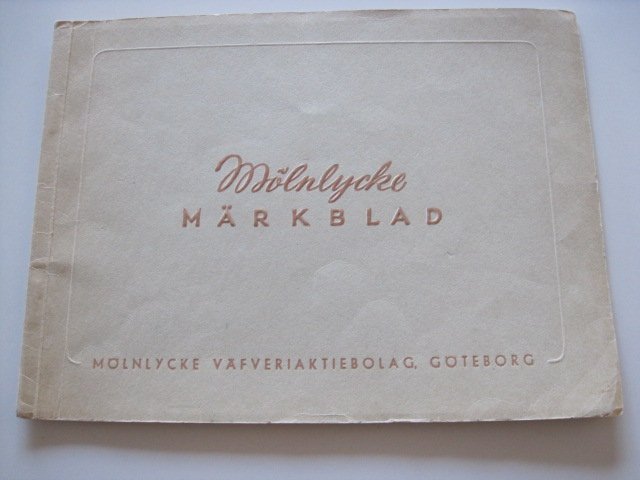 Mölnlycke
MÄRKBLAD
MÖLNLYCKE VÄFVERIAKTIEBOLAG, GÖTEBORG